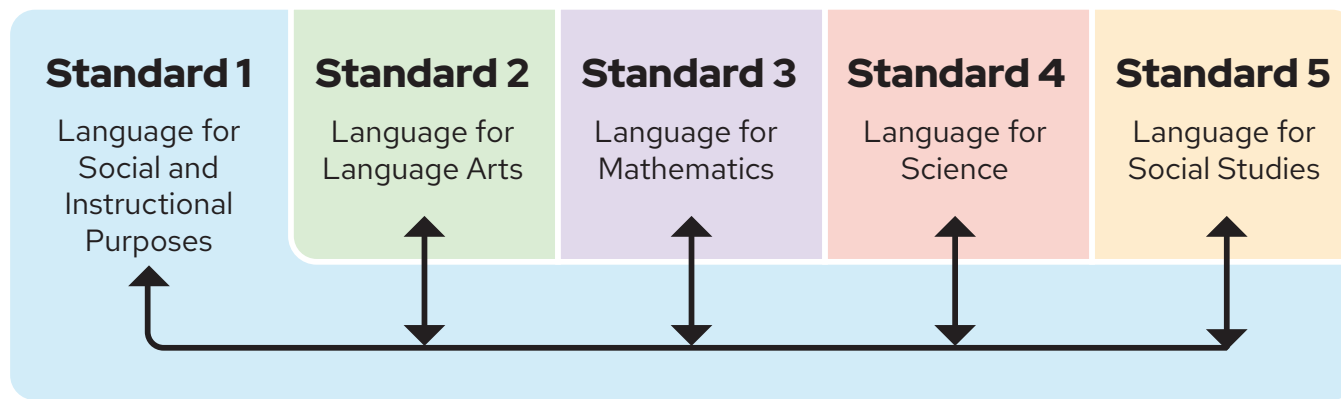 Standard 1
Language for
Social and
Instructional
Purposes
Standard 2
Language for
Language Arts
Standard 3
Language for
Mathematics
Standard 4
Language for
Science
Standard 5
Language for
Social Studies